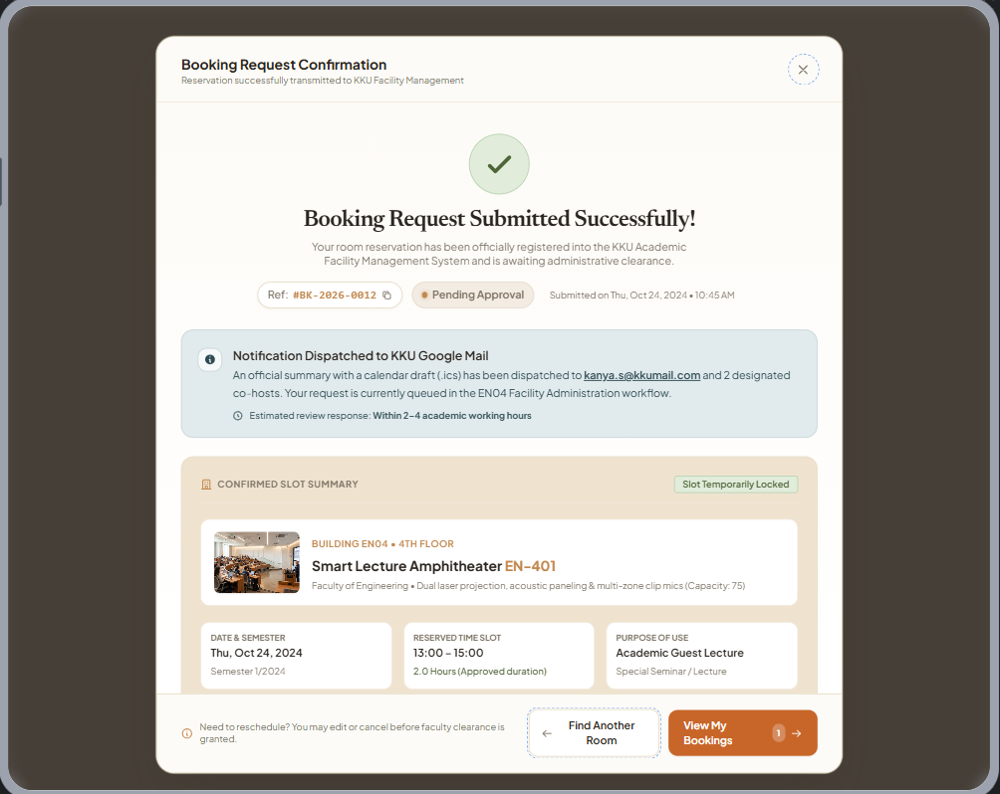 Booking Request Confirmation
Reservation successfully transmitted to KKU Facility Management
Booking Request Submitted Successfully!
Your room reservation has been officially registered into the KKU Academic
Facility Management System and is awaiting administrative clearance.
Ref: #BK-2026-0012
Pending Approval
Submitted on Thu, Oct 24, 2024 • 10:45 AM
Notification Dispatched to KKU Google Mail
An official summary with a calendar draft (.ics) has been dispatched to kanya.s@kkumail.com and 2 designated
co-hosts. Your request is currently queued in the EN04 Facility Administration workflow.
Estimated review response: Within 2–4 academic working hours
CONFIRMED SLOT SUMMARY
Slot Temporarily Locked
BUILDING EN04 • 4TH FLOOR
Smart Lecture Amphitheater EN-401
Faculty of Engineering • Dual laser projection, acoustic paneling & multi-zone clip mics (Capacity: 75)
DATE & SEMESTER
Thu, Oct 24, 2024
Semester 1/2024
RESERVED TIME SLOT
13:00 – 15:00
2.0 Hours (Approved duration)
PURPOSE OF USE
Academic Guest Lecture
Special Seminar / Lecture
Need to reschedule? You may edit or cancel before faculty clearance is
granted.
← Find Another
Room
View My
Bookings
1 →